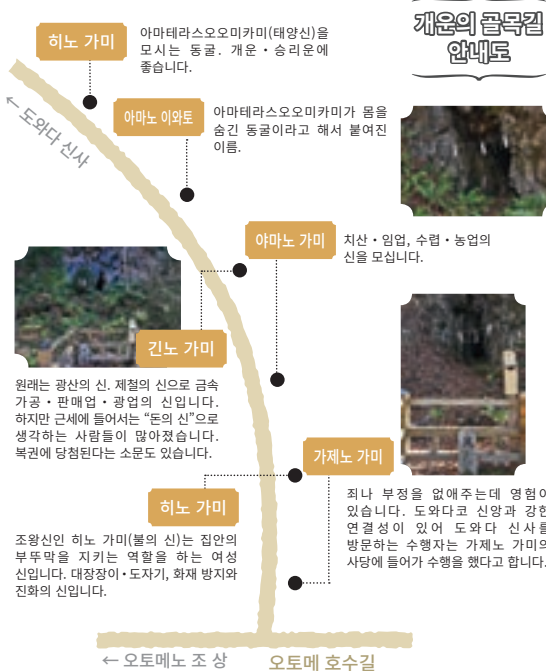 개운의 골목길
안내도
히노 가미
아마테라스오오미카미(태양신)을
모시는 동굴. 개운・승리운에
좋습니다.
← 도와다 신사
아마노 이와토
아마테라스오오미카미가 몸을
숨긴 동굴이라고 해서 붙여진
이름.
야마노 가미
치산・임업, 수렵・농업의
신을 모십니다.
긴노 가미
원래는 광산의 신. 제철의 신으로 금속
가공・판매업・광업의 신입니다.
하지만 근세에 들어서는 “돈의 신”으로
생각하는 사람들이 많아졌습니다.
복권에 당첨된다는 소문도 있습니다.
가제노 가미
죄나 부정을 없애주는데 영험이
있습니다. 도와다코 신앙과 강한
연결성이 있어 도와다 신사를
방문하는 수행자는 가제노 가미의
사당에 들어가 수행을 했다고 합니다.
히노 가미
조왕신인 히노 가미(불의 신)는 집안의
부뚜막을 지키는 역할을 하는 여성
신입니다. 대장장이・도자기, 화재 방지와
진화의 신입니다.
← 오토메노 조 상
오토메 호수길